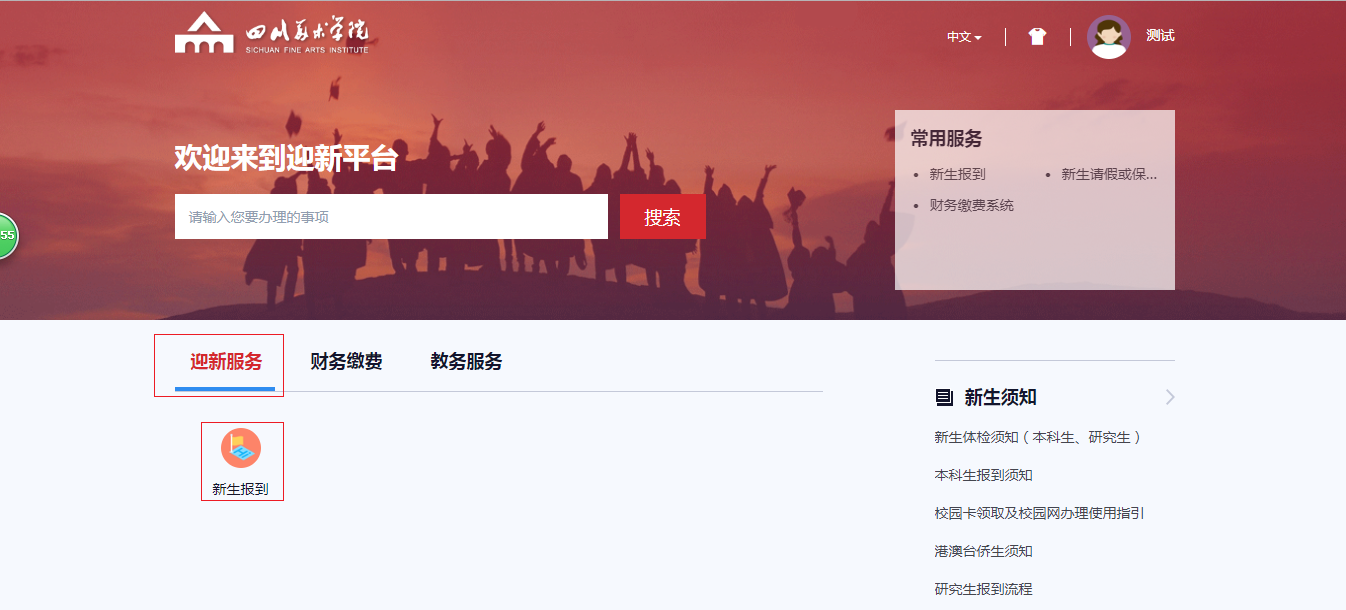 四川美术学院
SICHUAN FINE ARTS INSTITUTE
中文
测试
欢迎来到迎新平台
请输入您要办理的事项
搜索
常用服务
新生报到
新生请假或保...
财务缴费系统
55
迎新服务
财务缴费
教务服务
新生报到
新生须知
新生体检须知（本科生、研究生）
本科生报到须知
校园卡领取及校园网办理使用指引
港澳台侨生须知
研究生报到流程